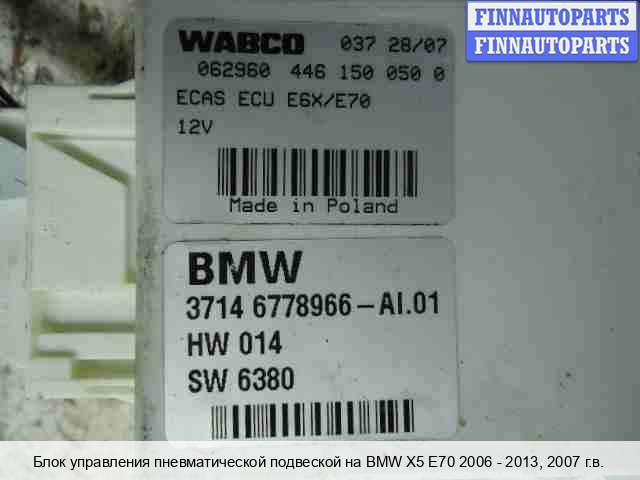 FINNAUTOPARTS
FINNAUTOPARTS
WABCO 037 28/07
062960 446 150 050 0
ECAS ECU E6X/E70
12V
Made in Poland
BMW
3714 6778966-AI.01
HW 014
SW 6380
Блок управления пневматической подвеской на BMW X5 E70 2006 - 2013, 2007 г.в.